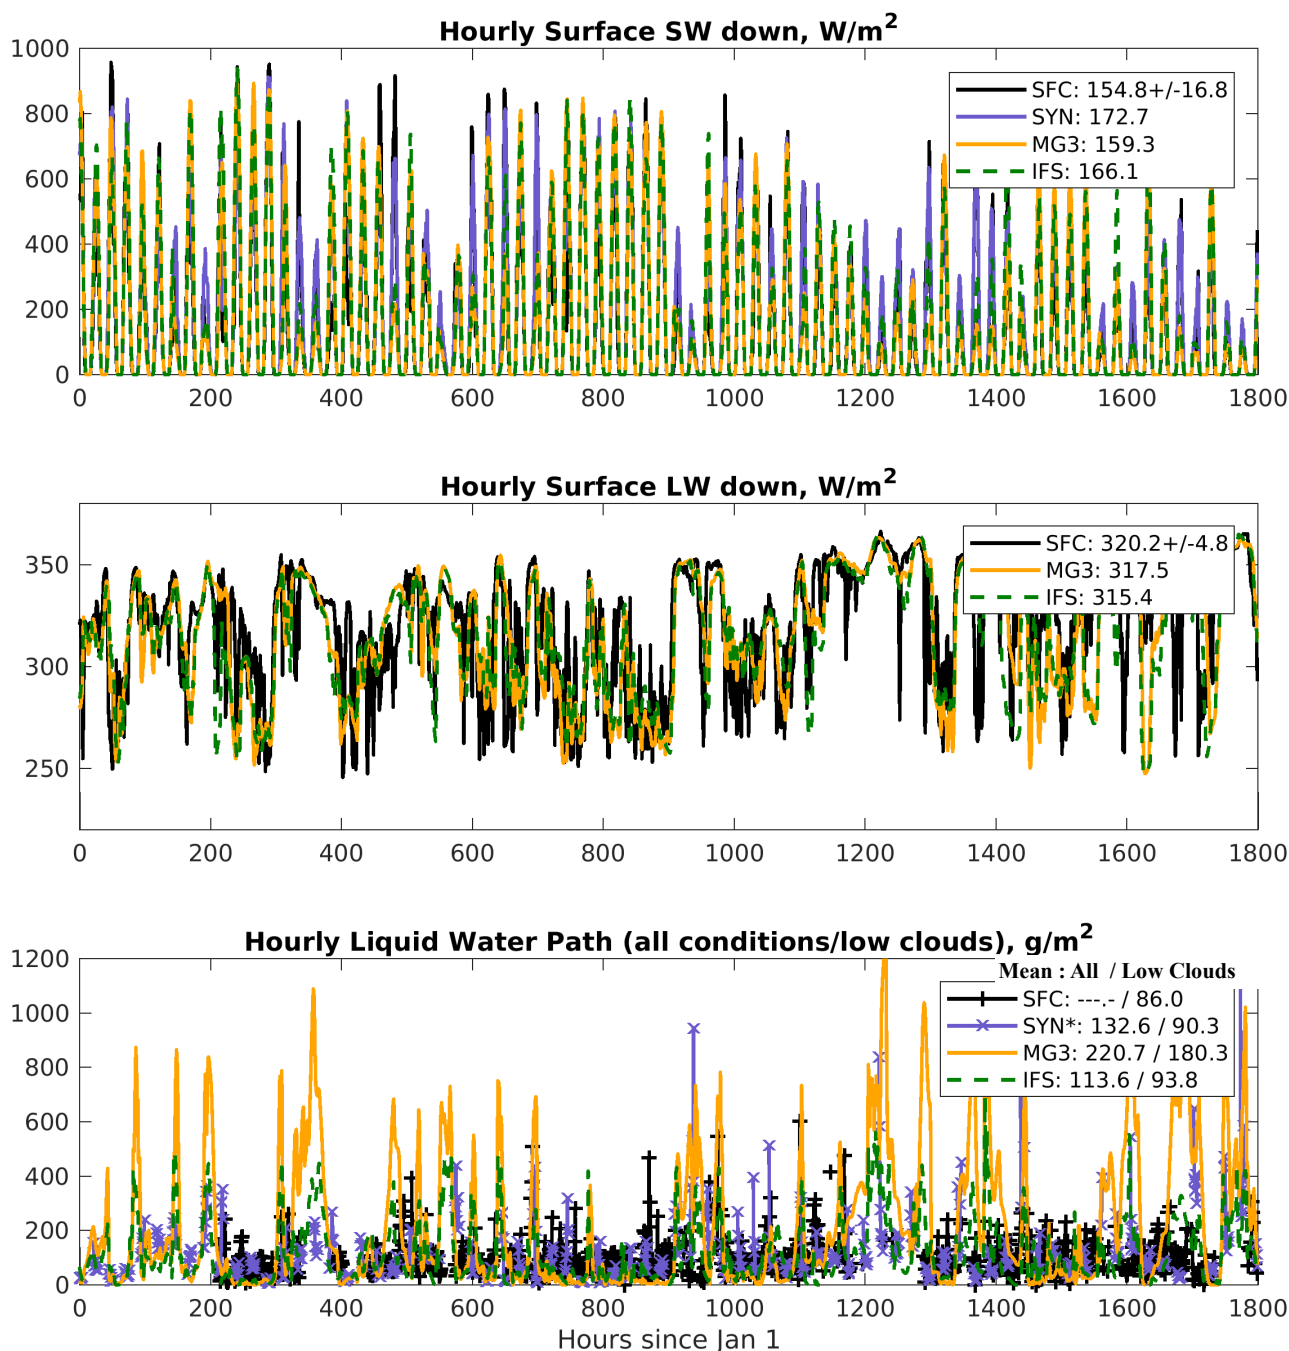 Hourly Surface SW down, W/m²
1000
800
600
400
200
0
SFC: 154.8+/-16.8
SYN: 172.7
MG3: 159.3
IFS: 166.1
0 200 400 600 800 1000 1200 1400 1600 1800
Hourly Surface LW down, W/m²
350
300
250
SFC: 320.2+/-4.8
MG3: 317.5
IFS: 315.4
0 200 400 600 800 1000 1200 1400 1600 1800
Hourly Liquid Water Path (all conditions/low clouds), g/m²
1200
1000
800
600
400
200
0
Mean : All / Low Clouds
SFC: ---.- / 86.0
SYN*: 132.6 / 90.3
MG3: 220.7 / 180.3
IFS: 113.6 / 93.8
0 200 400 600 800 1000 1200 1400 1600 1800
Hours since Jan 1